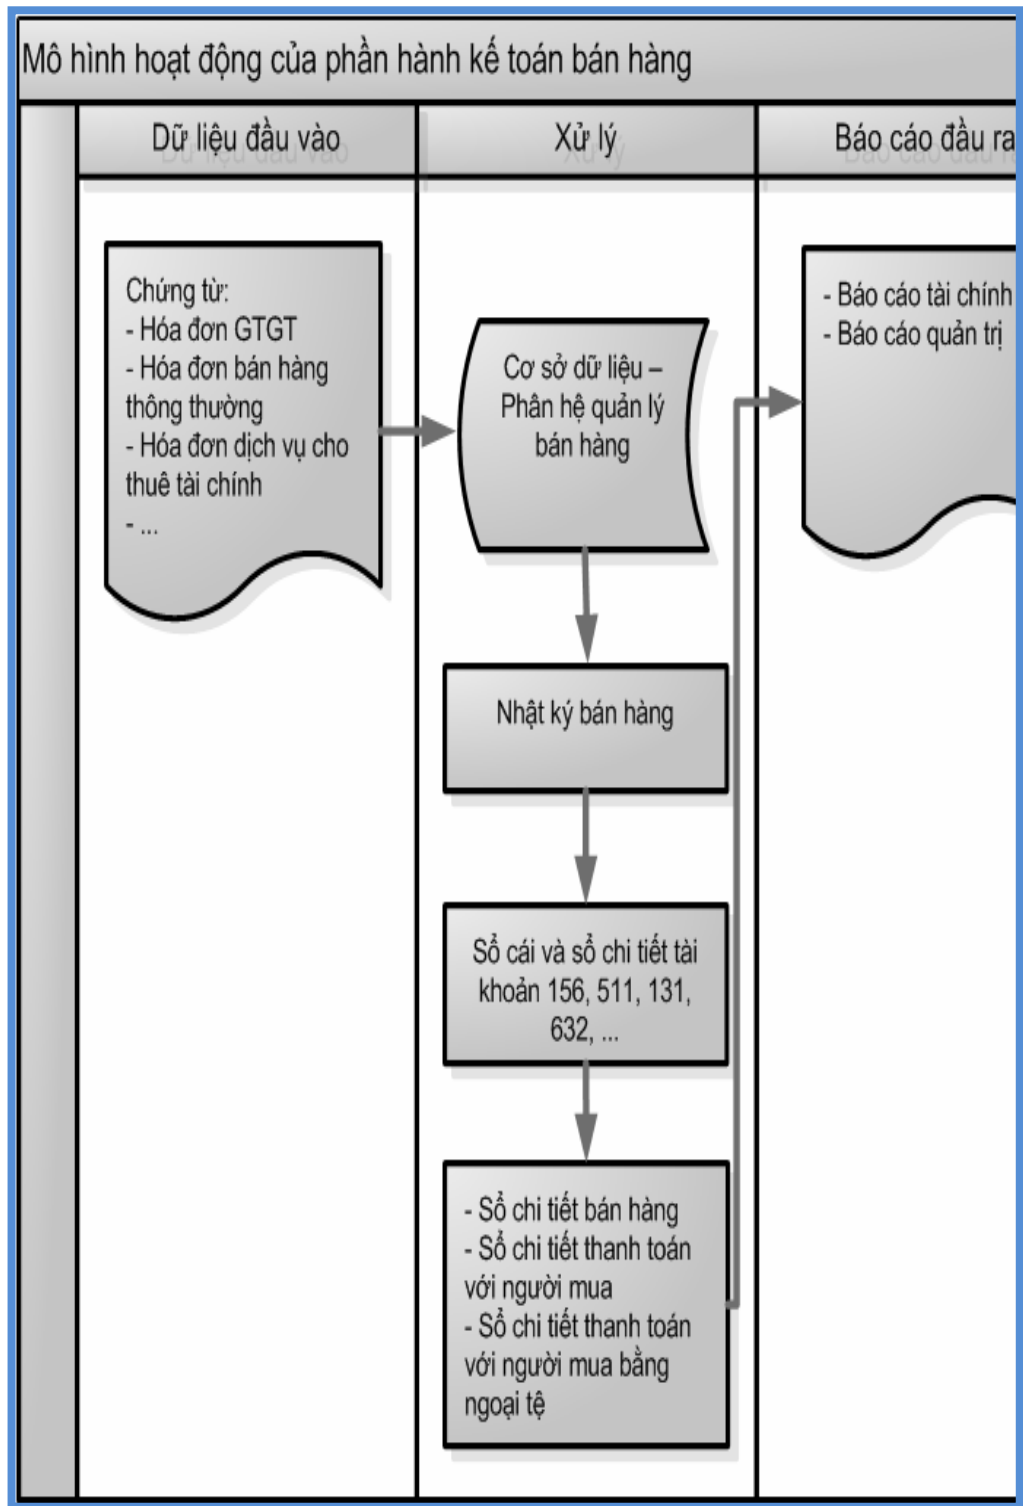 Mô hình hoạt động của phần hành kế toán bán hàng
Dữ liệu đầu vào
Xử lý
Báo cáo đầu ra
Chứng từ:
- Hóa đơn GTGT
- Hóa đơn bán hàng
thông thường
- Hóa đơn dịch vụ cho
thuê tài chính
- ...
Cơ sở dữ liệu –
Phân hệ quản lý
bán hàng
Nhật ký bán hàng
Sổ cái và sổ chi tiết tài
khoản 156, 511, 131,
632, ...
- Sổ chi tiết bán hàng
- Sổ chi tiết thanh toán
với người mua
- Sổ chi tiết thanh toán
với người mua bằng
ngoại tệ
- Báo cáo tài chính
- Báo cáo quản trị